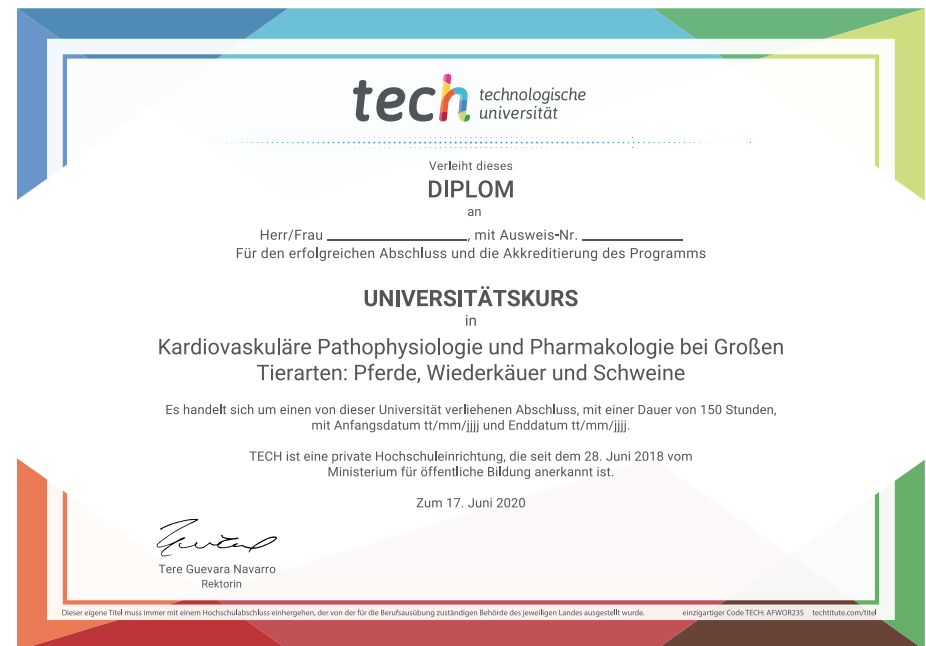 tech technologische
universität
Verleiht dieses
DIPLOM
an
Herr/Frau ____________, mit Ausweis-Nr. ____________
Für den erfolgreichen Abschluss und die Akkreditierung des Programms
UNIVERSITÄTSKURS
in
Kardiovaskuläre Pathophysiologie und Pharmakologie bei Großen
Tierarten: Pferde, Wiederkäuer und Schweine
Es handelt sich um einen von dieser Universität verliehenen Abschluss, mit einer Dauer von 150 Stunden,
mit Anfangsdatum tt/mm/jjjj und Enddatum tt/mm/jjjj.
TECH ist eine private Hochschuleinrichtung, die seit dem 28. Juni 2018 vom
Ministerium für öffentliche Bildung anerkannt ist.
Zum 17. Juni 2020
Tere Guevara Navarro
Rektorin
Dieser eigene Titel muss immer mit einem Hochschulabschluss einhergehen, der von der für die Berufsausübung zuständigen Behörde des jeweiligen Landes ausgestellt wurde. einzigartiger Code TECH: AFWOR23S techtitute.com/titel